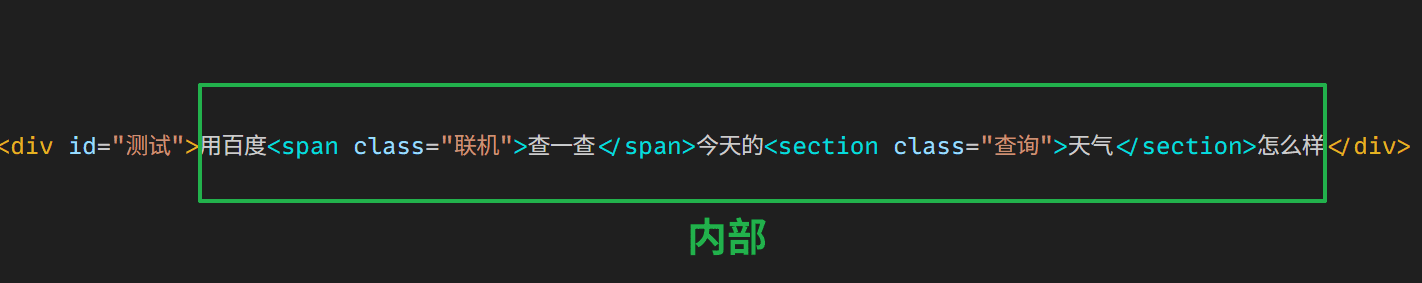 <div id="测试">用百度<span class="联机">查一查</span>今天的<section class="查询">天气</section>怎么样</div>
内部